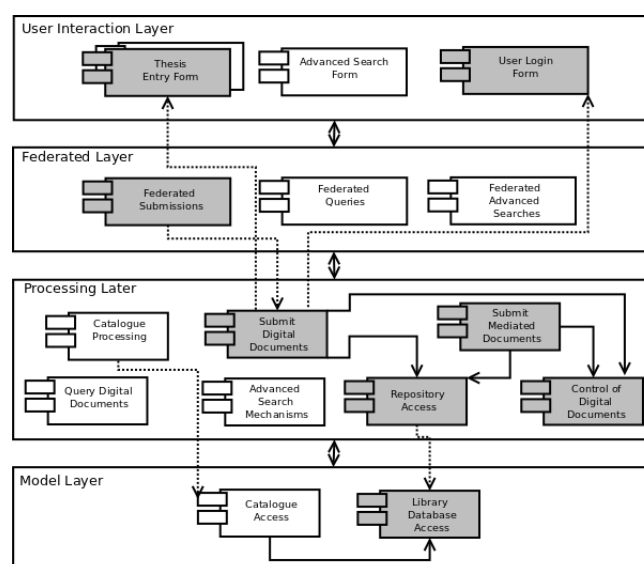 User Interaction Layer
Thesis
Entry Form
Advanced Search
Form
User Login
Form
Federated Layer
Federated
Submissions
Federated
Queries
Federated
Advanced
Searches
Processing Later
Catalogue
Processing
Submit
Digital
Documents
Submit
Mediated
Documents
Query Digital
Documents
Advanced
Search
Mechanisms
Repository
Access
Control of
Digital
Documents
Model Layer
Catalogue
Access
Library
Database
Access